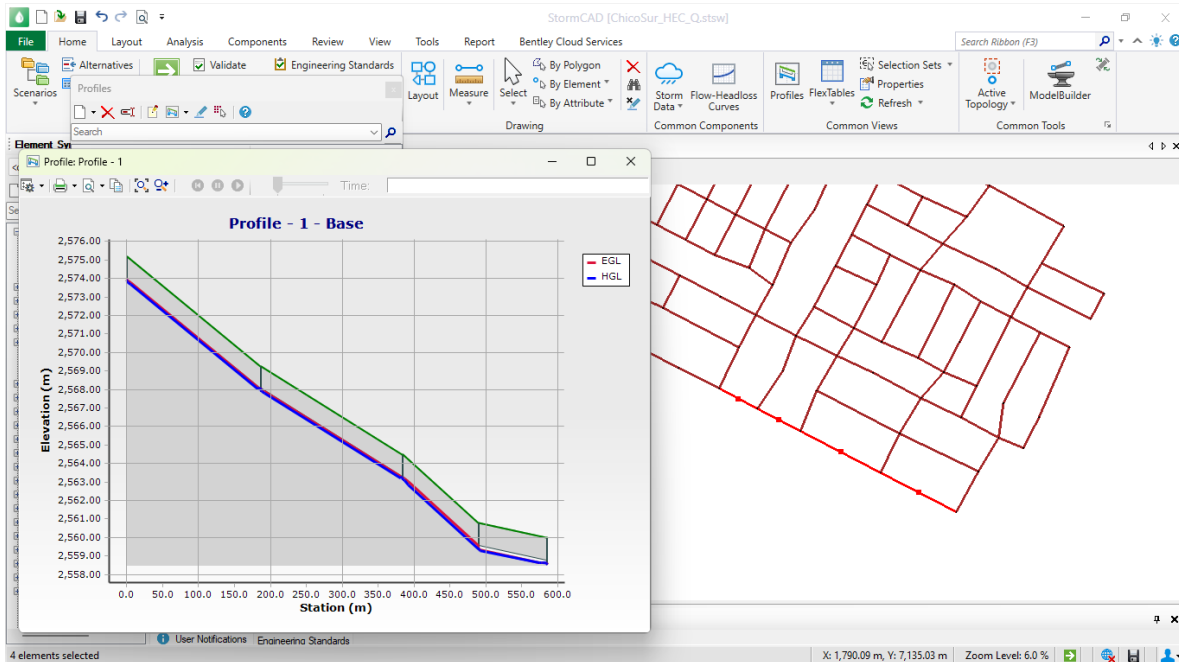 StormCAD [ChicoSur_HEC_Q.stsw]
File Home Layout Analysis Components Review View Tools Report Bentley Cloud Services Search Ribbon (F3)
Scenarios
Alternatives
Validate
Engineering Standards
Layout
Measure
Select
By Polygon
By Element
By Attribute
Drawing
Storm Data
Flow-Headloss Curves
Common Components
Profiles
FlexTables
Selection Sets
Properties
Refresh
Common Views
Active Topology
ModelBuilder
Common Tools
Profiles
Search
Element Sy
Profile: Profile - 1
Time:
Profile - 1 - Base
EGL
HGL
Elevation (m)
2,576.00
2,575.00
2,574.00
2,573.00
2,572.00
2,571.00
2,570.00
2,569.00
2,568.00
2,567.00
2,566.00
2,565.00
2,564.00
2,563.00
2,562.00
2,561.00
2,560.00
2,559.00
2,558.00
0.0 50.0 100.0 150.0 200.0 250.0 300.0 350.0 400.0 450.0 500.0 550.0 600.0
Station (m)
User Notifications Engineering Standards
4 elements selected
X: 1,790.09 m, Y: 7,135.03 m Zoom Level: 6.0 %